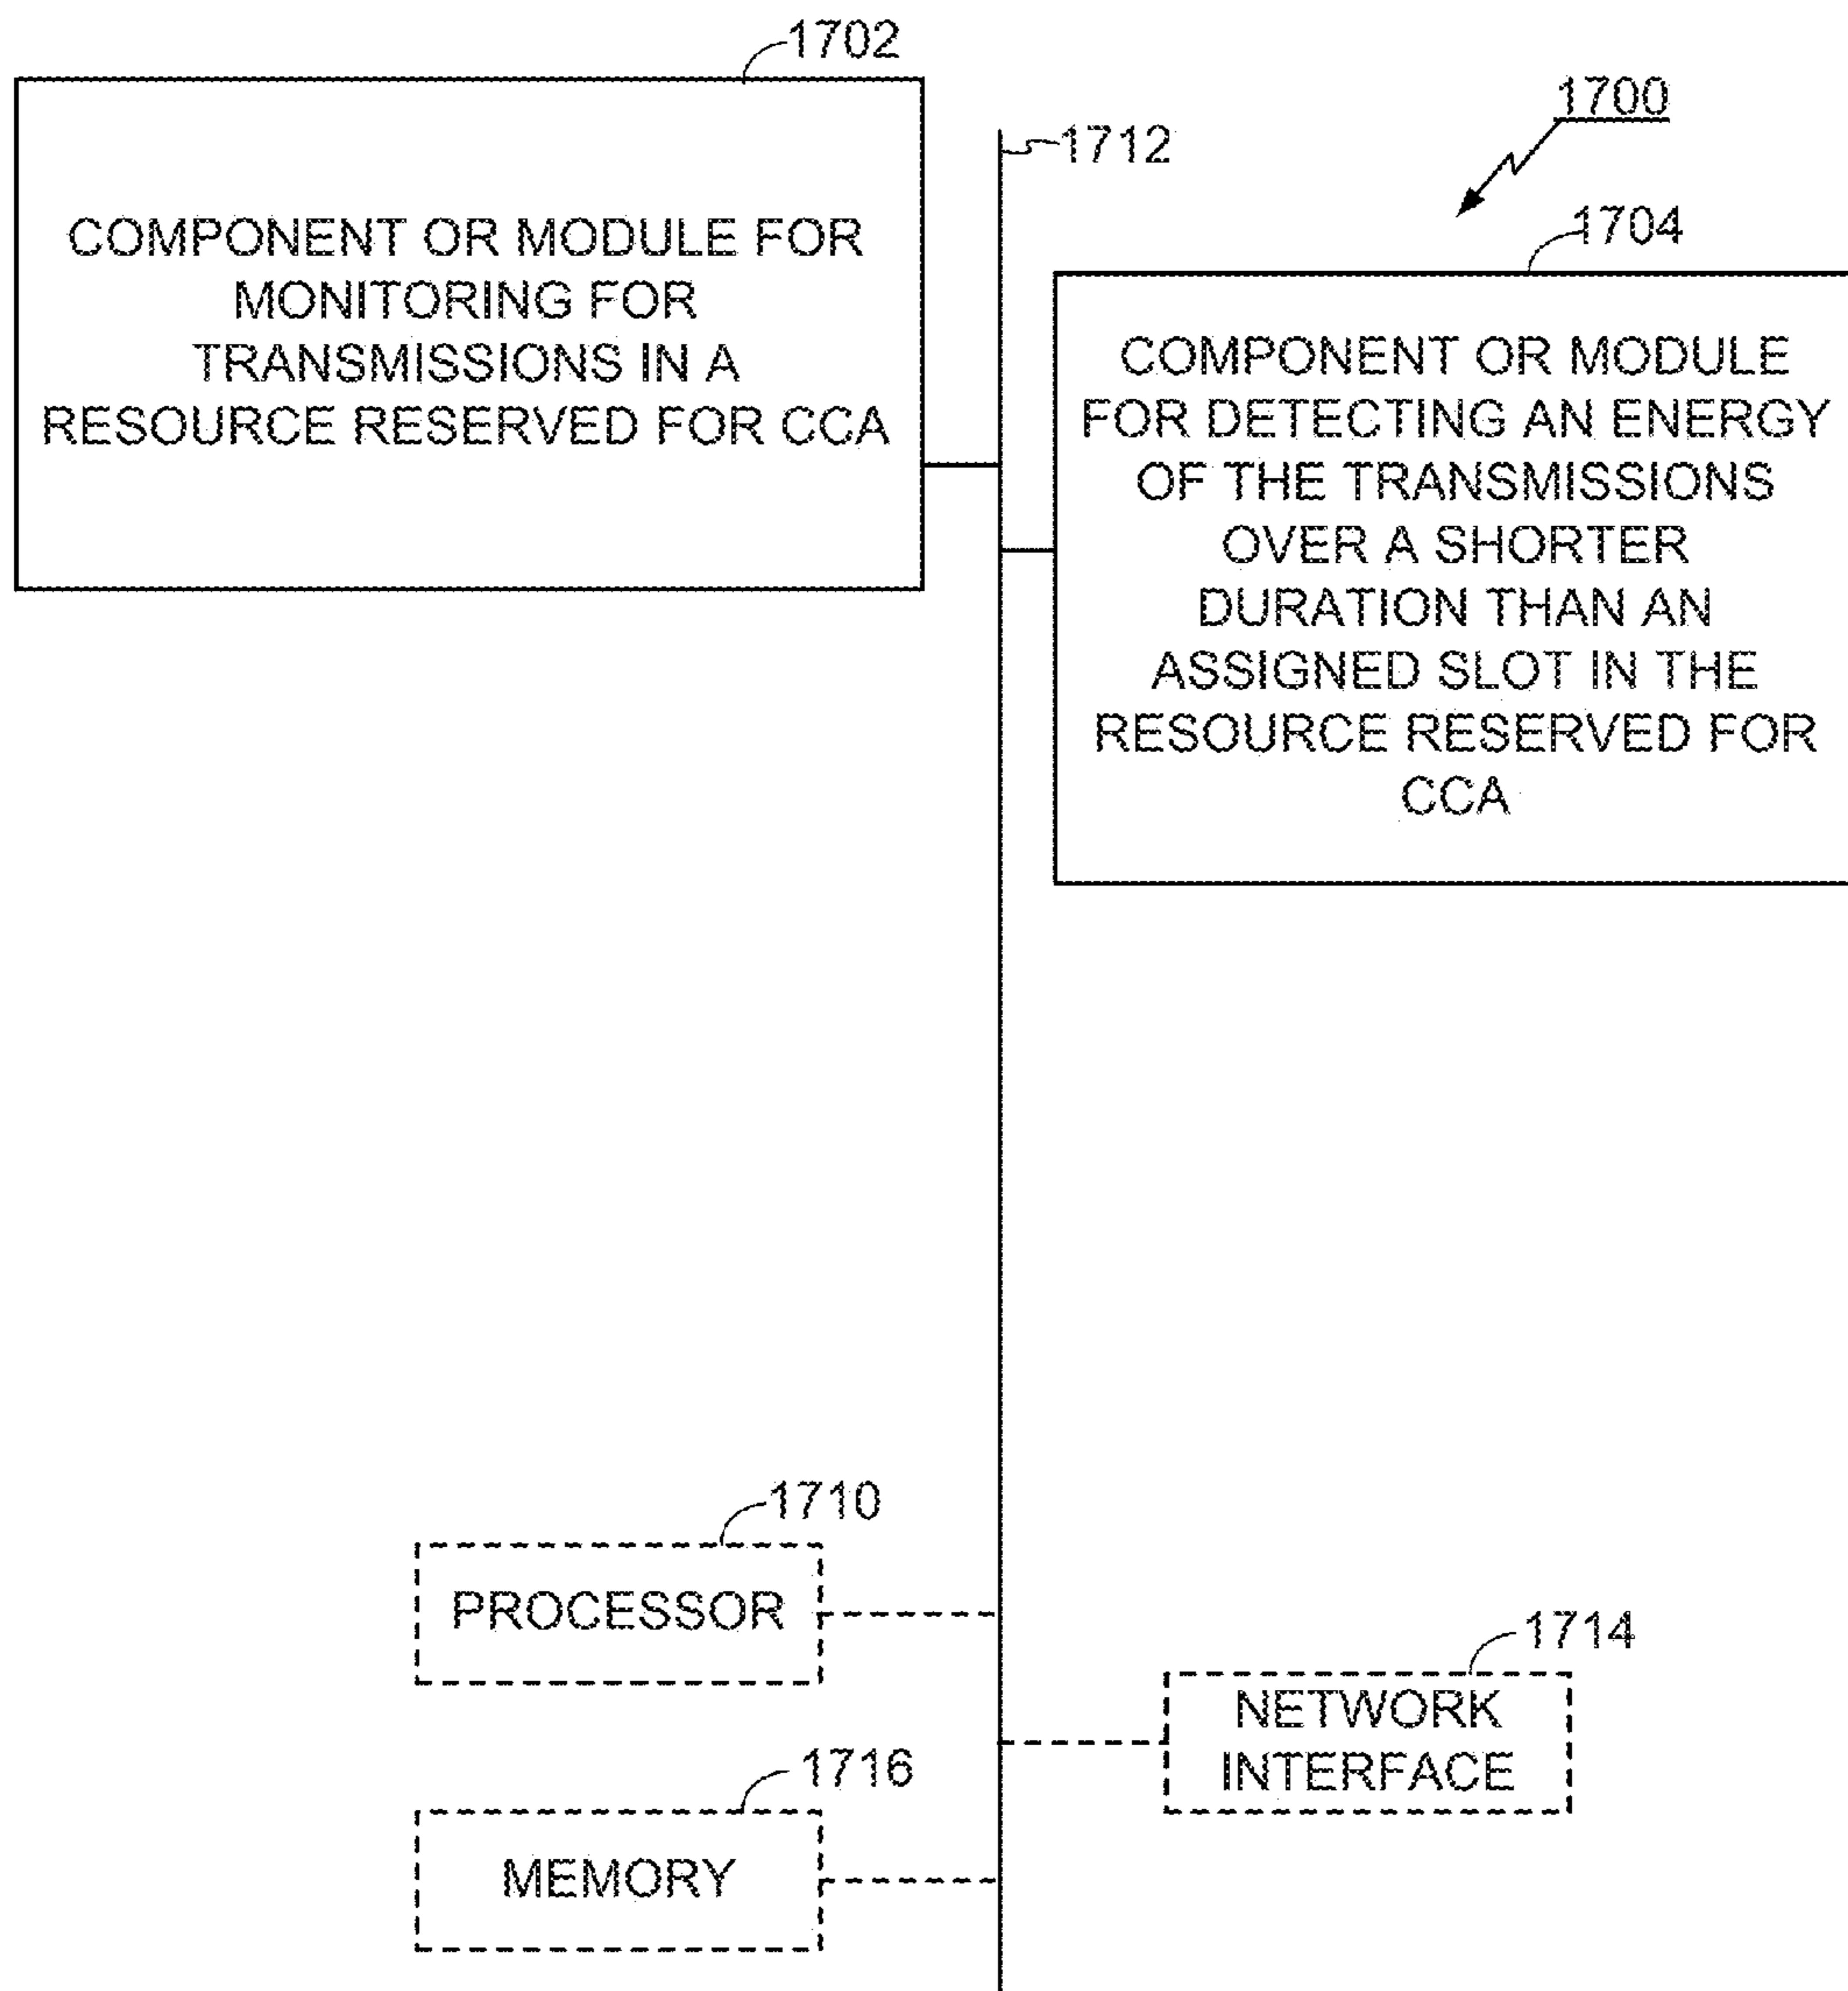 1702
1700
1712
1704
COMPONENT OR MODULE FOR
MONITORING FOR
TRANSMISSIONS IN A
RESOURCE RESERVED FOR CCA
COMPONENT OR MODULE
FOR DETECTING AN ENERGY
OF THE TRANSMISSIONS
OVER A SHORTER
DURATION THAN AN
ASSIGNED SLOT IN THE
RESOURCE RESERVED FOR
CCA
1710
PROCESSOR
1714
NETWORK
INTERFACE
1716
MEMORY